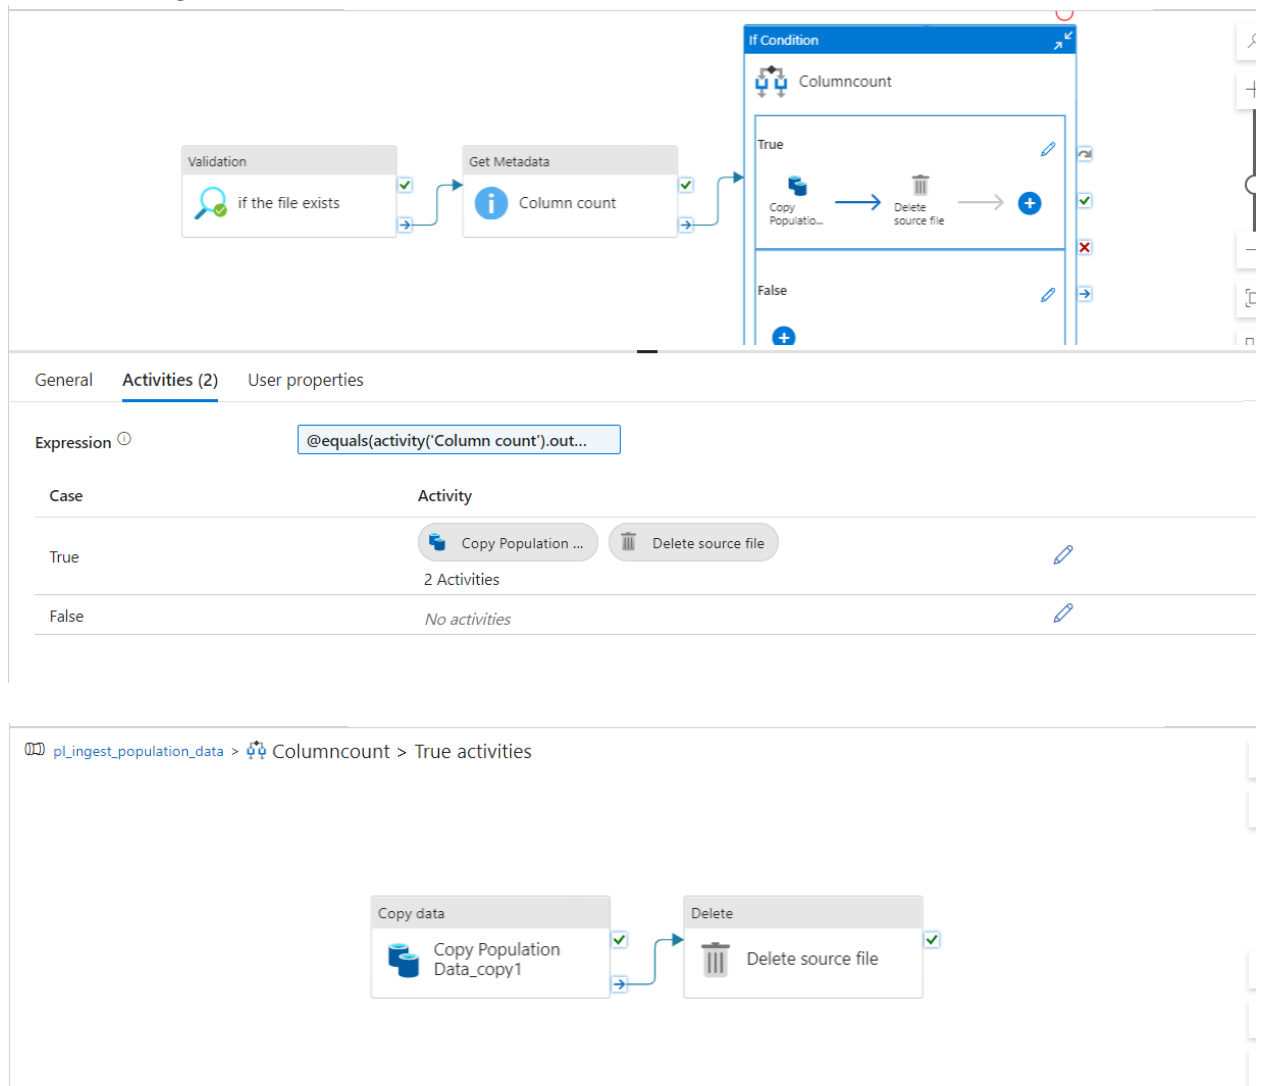 If Condition
Columncount
Validation
if the file exists
Get Metadata
Column count
True
Copy
Populatio...
Delete
source file
False
General Activities (2) User properties
Expression
@equals(activity('Column count').out...
Case Activity
True
Copy Population ... Delete source file
2 Activities
False
No activities
pl_ingest_population_data > Columncount > True activities
Copy data
Copy Population
Data_copy1
Delete
Delete source file